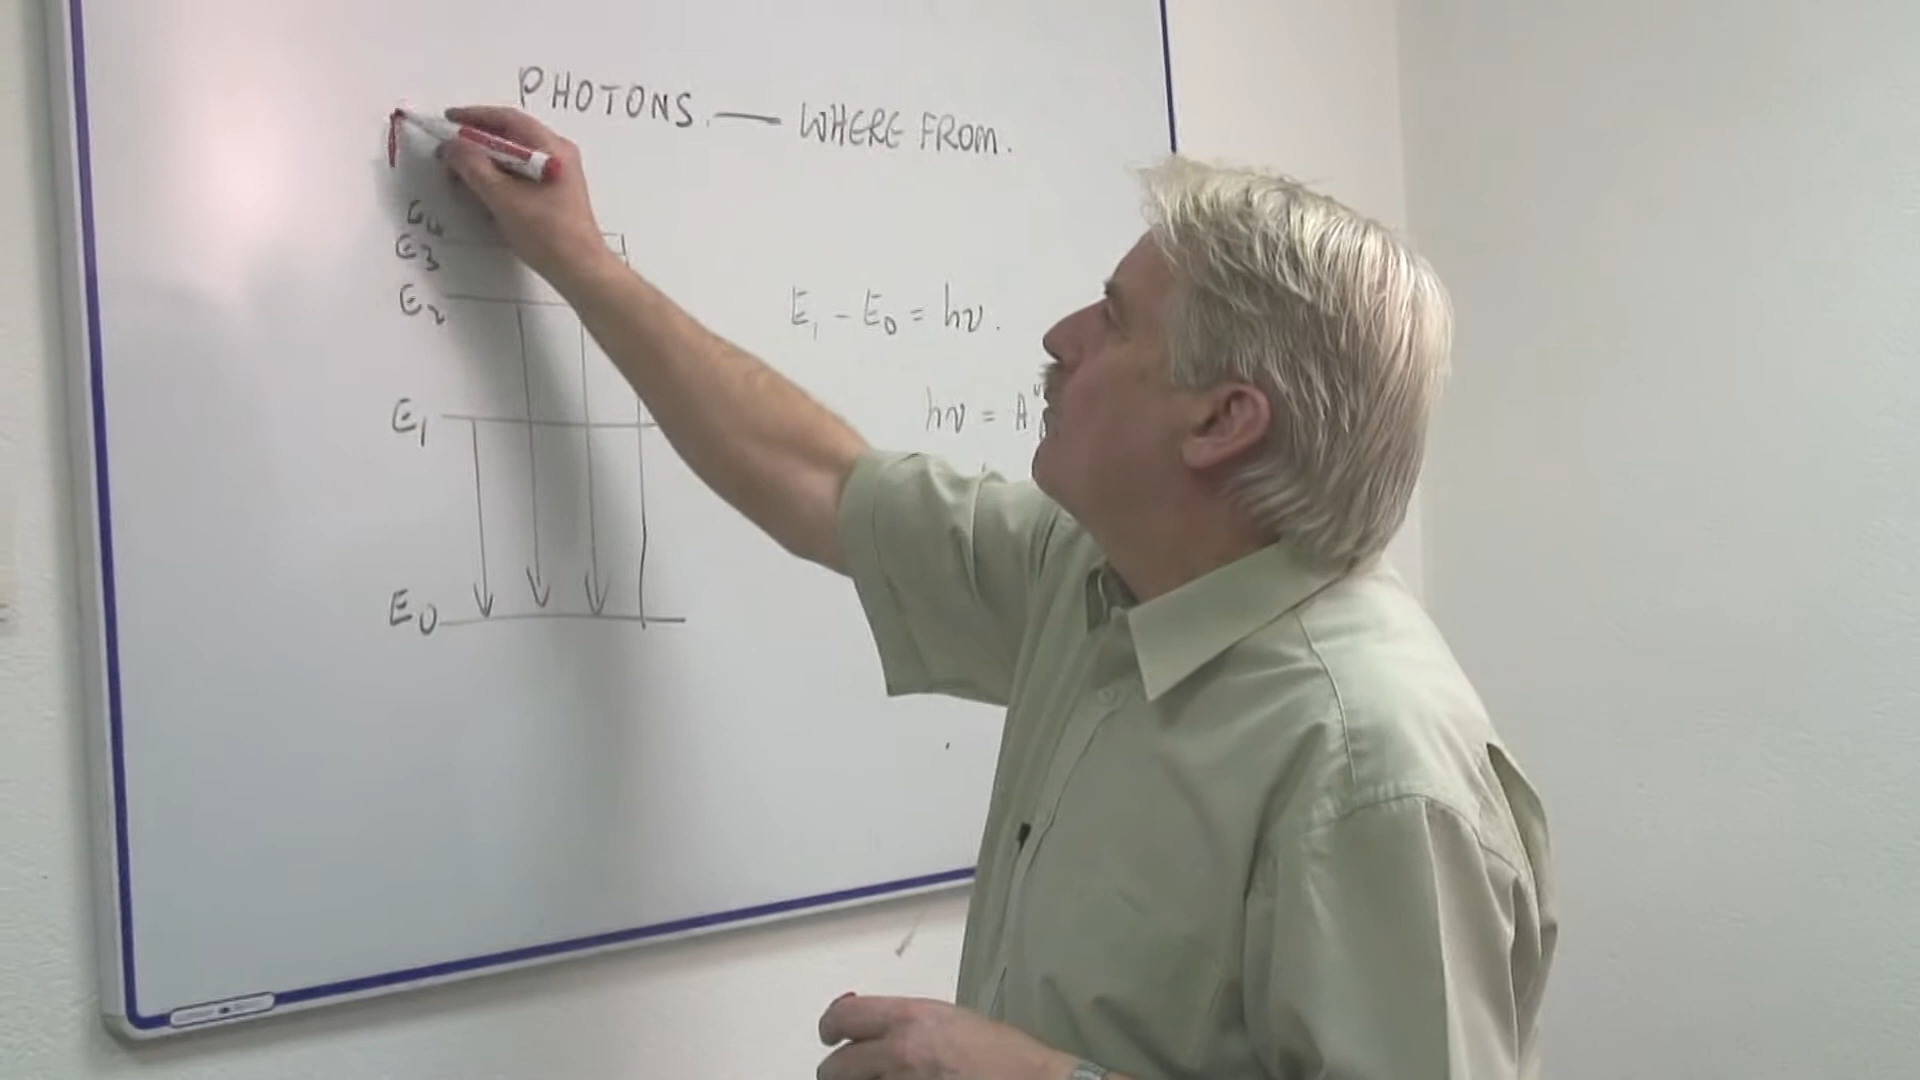 PHOTONS. — WHERE FROM.
E4
E3
E2
E1
E0
E1 - E0 = hν.
hν = A